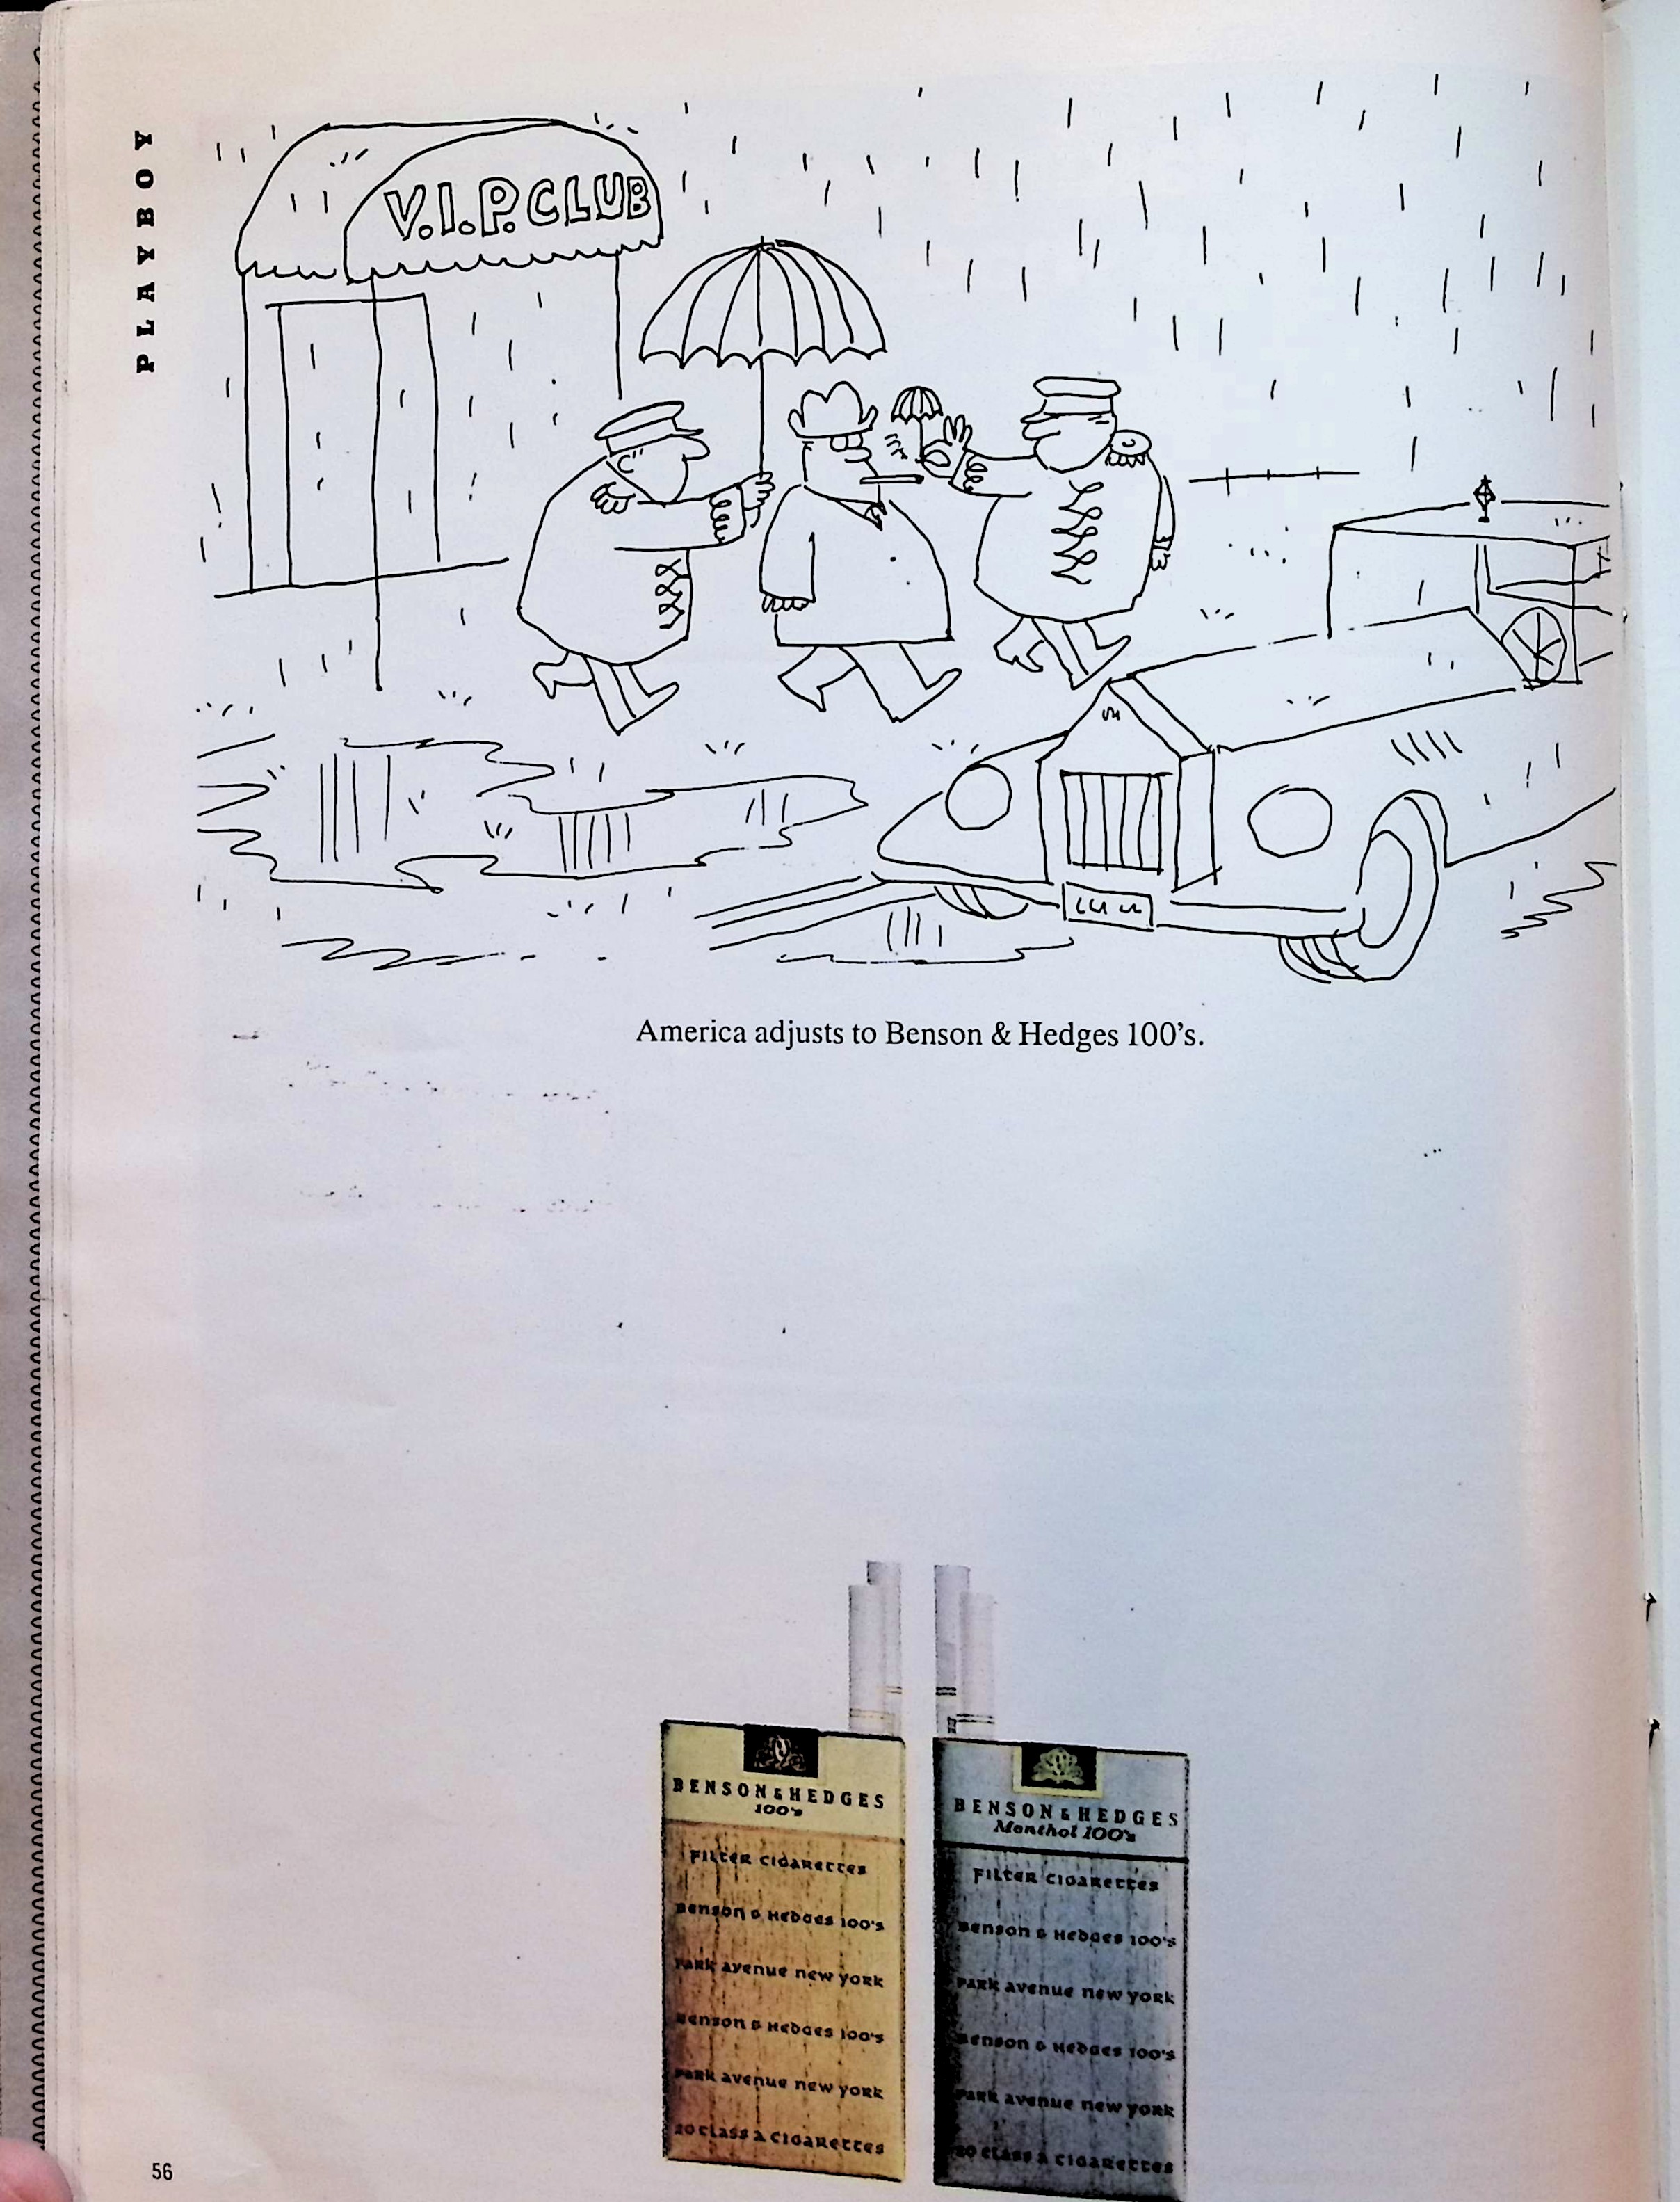 PLAYBOY
V.I.P. CLUB
America adjusts to Benson & Hedges 100's.
BENSON & HEDGES
100's
FILTER CIGARETTES
BENSON & HEDGES 100's
PARK AVENUE NEW YORK
BENSON & HEDGES 100's
PARK AVENUE NEW YORK
20 CLASS A CIGARETTES
BENSON & HEDGES
Menthol 100's
FILTER CIGARETTES
BENSON & HEDGES 100's
PARK AVENUE NEW YORK
BENSON & HEDGES 100's
PARK AVENUE NEW YORK
20 CLASS A CIGARETTES
56